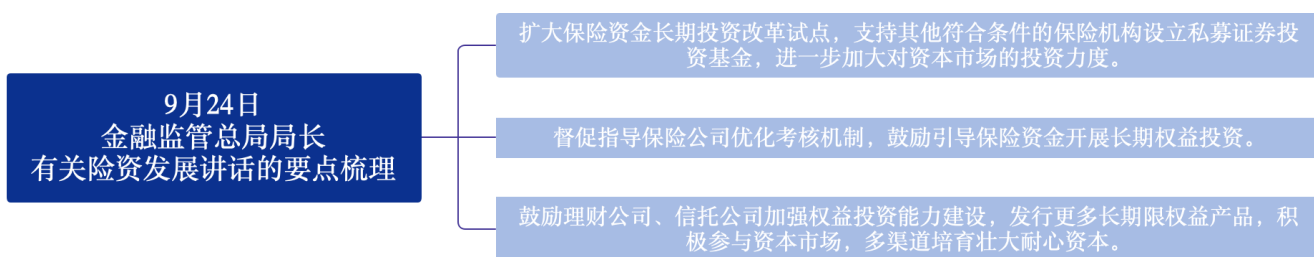 9月24日
金融监管总局局长
有关险资发展讲话的要点梳理
扩大保险资金长期投资改革试点，支持其他符合条件的保险机构设立私募证券投
资基金，进一步加大对资本市场的投资力度。
督促指导保险公司优化考核机制，鼓励引导保险资金开展长期权益投资。
鼓励理财公司、信托公司加强权益投资能力建设，发行更多长期限权益产品，积
极参与资本市场，多渠道培育壮大耐心资本。